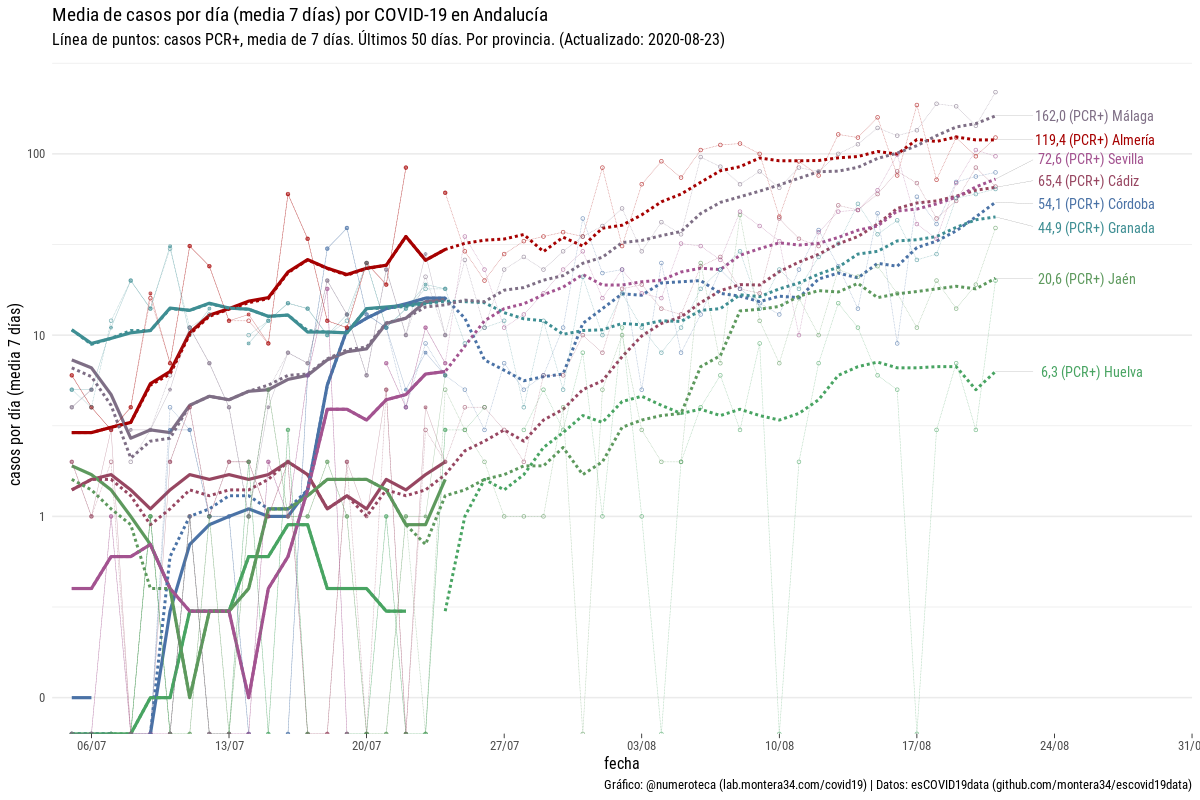 Media de casos por día (media 7 días) por COVID-19 en Andalucía
Línea de puntos: casos PCR+, media de 7 días. Últimos 50 días. Por provincia. (Actualizado: 2020-08-23)
casos por día (media 7 días)
100
10
1
0
162,0 (PCR+) Málaga
119,4 (PCR+) Almería
72,6 (PCR+) Sevilla
65,4 (PCR+) Cádiz
54,1 (PCR+) Córdoba
44,9 (PCR+) Granada
20,6 (PCR+) Jaén
6,3 (PCR+) Huelva
06/07 13/07 20/07 27/07 03/08 10/08 17/08 24/08 31/0
fecha
Gráfico: @numeroteca (lab.montera34.com/covid19) | Datos: esCOVID19data (github.com/montera34/escovid19data)